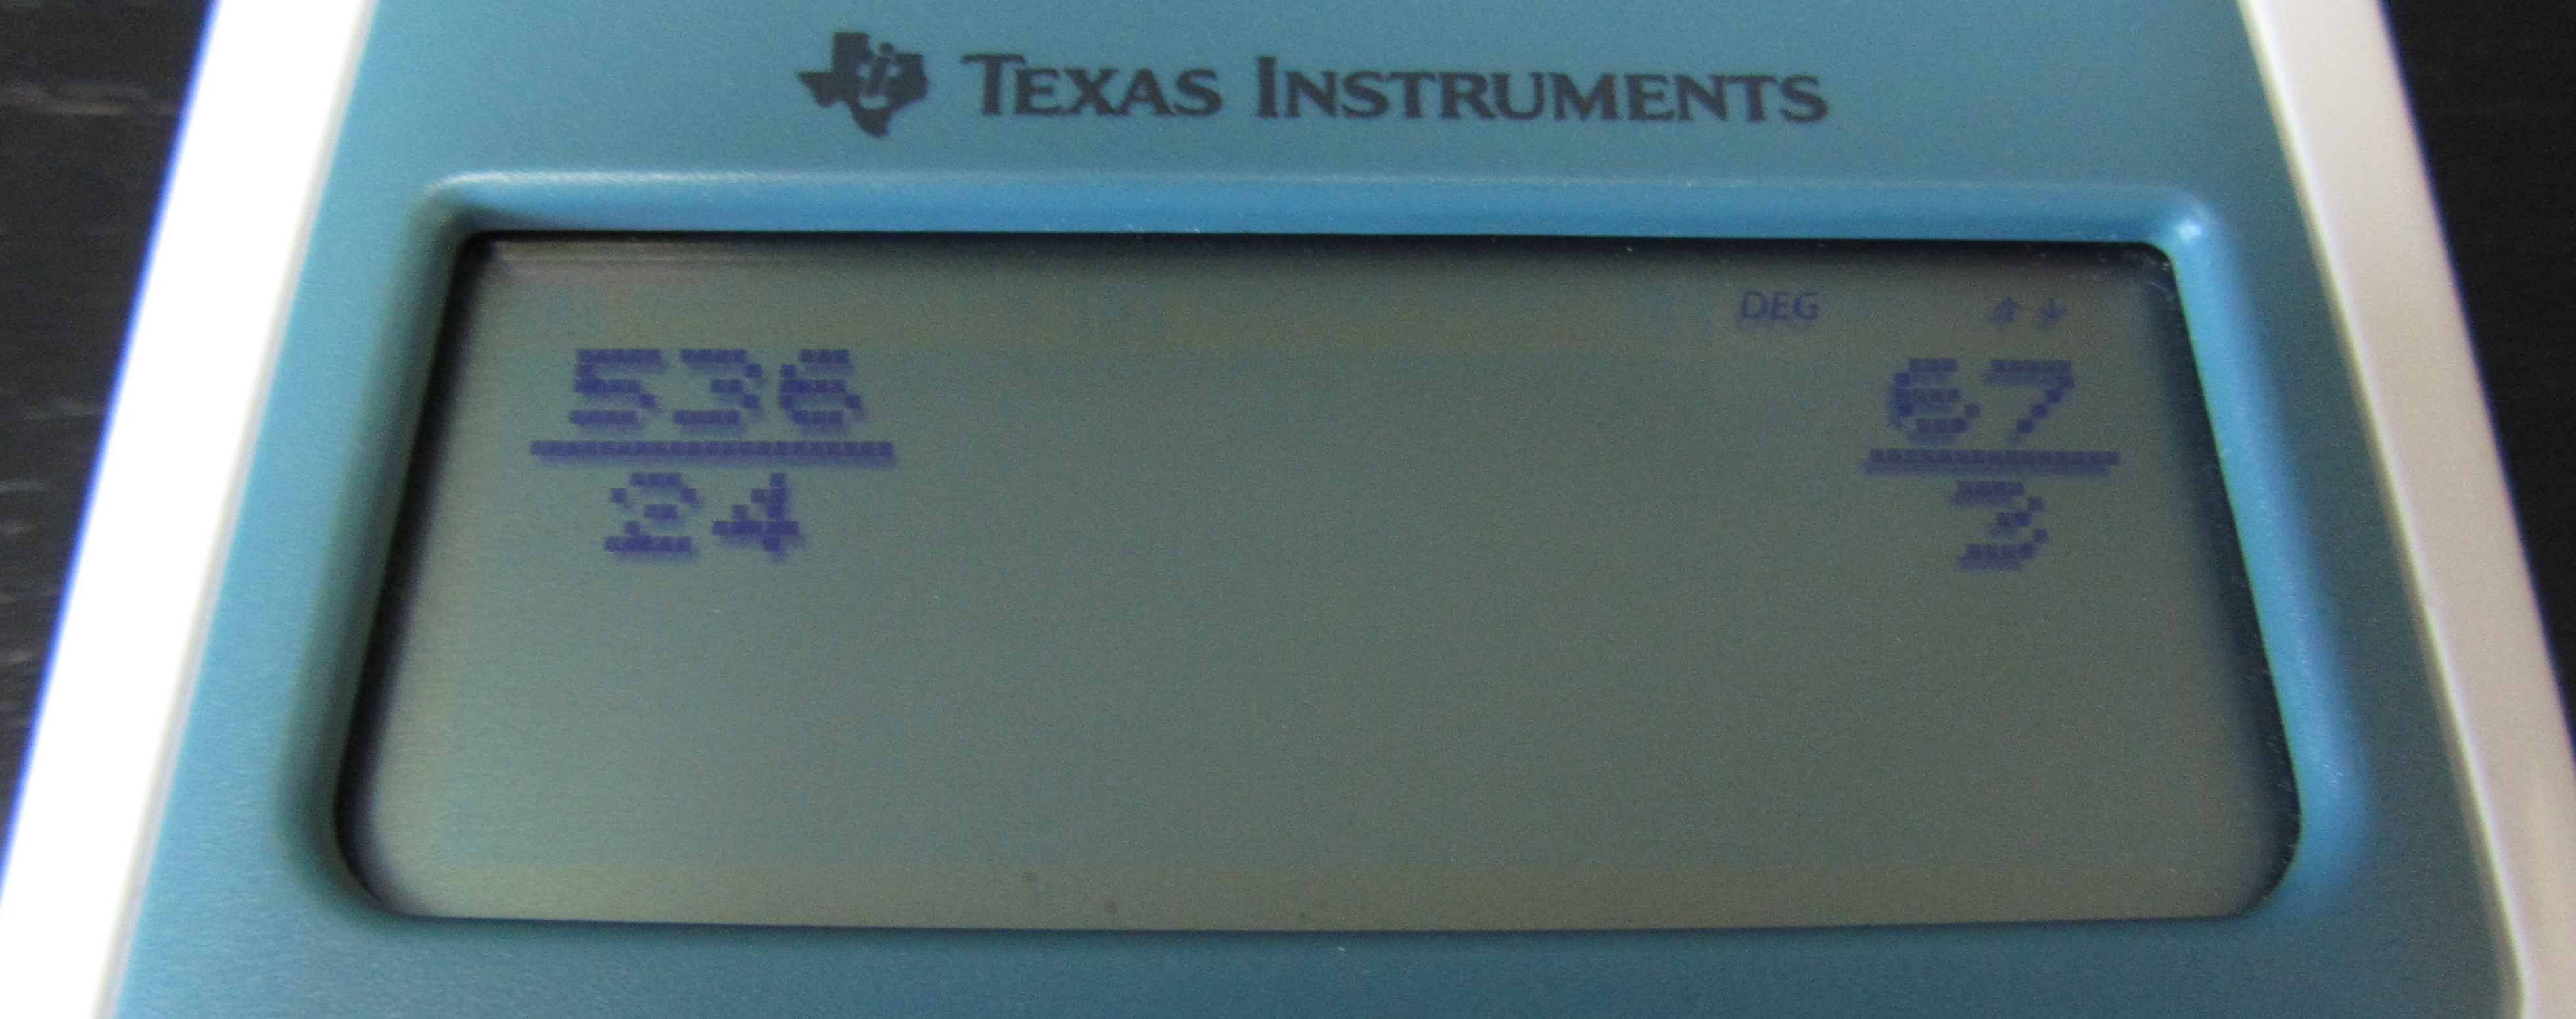 TEXAS INSTRUMENTS
DEG
536 67
24 3